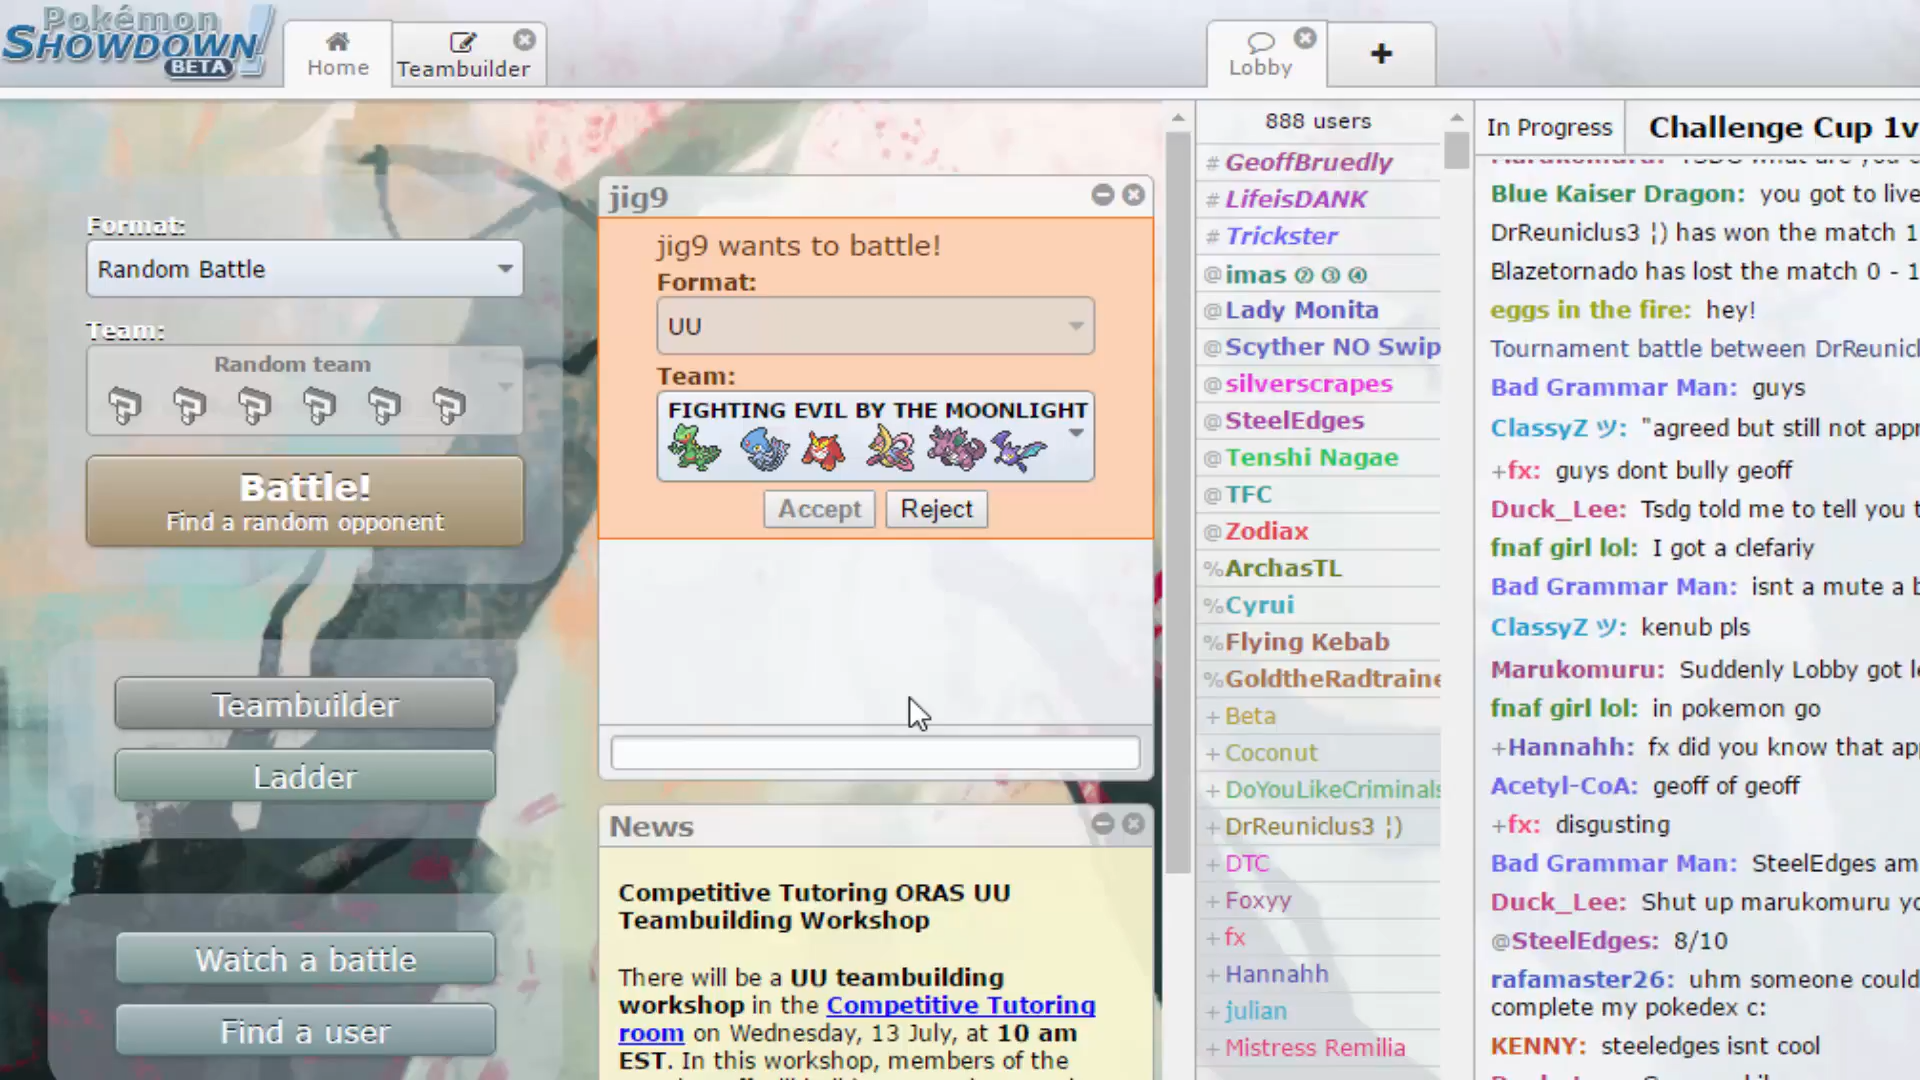 Pokémon
SHOWDOWN!
BETA
Home
Teambuilder
Lobby
+
Format:
Random Battle
Team:
Random team
Battle!
Find a random opponent
Teambuilder
Ladder
Watch a battle
Find a user
jig9
jig9 wants to battle!
Format:
UU
Team:
FIGHTING EVIL BY THE MOONLIGHT
Accept
Reject
News
Competitive Tutoring ORAS UU
Teambuilding Workshop
There will be a UU teambuilding
workshop in the Competitive Tutoring
room on Wednesday, 13 July, at 10 am
EST. In this workshop, members of the
888 users
# GeoffBruedly
# LifeisDANK
# Trickster
@imas ② ③ ④
@Lady Monita
@Scyther NO Swip
@silverscrapes
@SteelEdges
@Tenshi Nagae
@TFC
@Zodiax
%ArchasTL
%Cyrui
%Flying Kebab
%GoldtheRadtraine
+Beta
+Coconut
+DoYouLikeCriminals
+DrReuniclus3 ¦)
+DTC
+Foxyy
+fx
+Hannahh
+julian
+Mistress Remilia
In Progress
Challenge Cup 1v
Blue Kaiser Dragon: you got to live
DrReuniclus3 ¦) has won the match 1
Blazetornado has lost the match 0 - 1
eggs in the fire: hey!
Tournament battle between DrReunicl
Bad Grammar Man: guys
ClassyZ ツ: "agreed but still not appr
+fx: guys dont bully geoff
Duck_Lee: Tsdg told me to tell you t
fnaf girl lol: I got a clefariy
Bad Grammar Man: isnt a mute a b
ClassyZ ツ: kenub pls
Marukomuru: Suddenly Lobby got le
fnaf girl lol: in pokemon go
+Hannahh: fx did you know that ap
Acetyl-CoA: geoff of geoff
+fx: disgusting
Bad Grammar Man: SteelEdges am
Duck_Lee: Shut up marukomuru yo
@SteelEdges: 8/10
rafamaster26: uhm someone could
complete my pokedex c:
KENNY: steeledges isnt cool